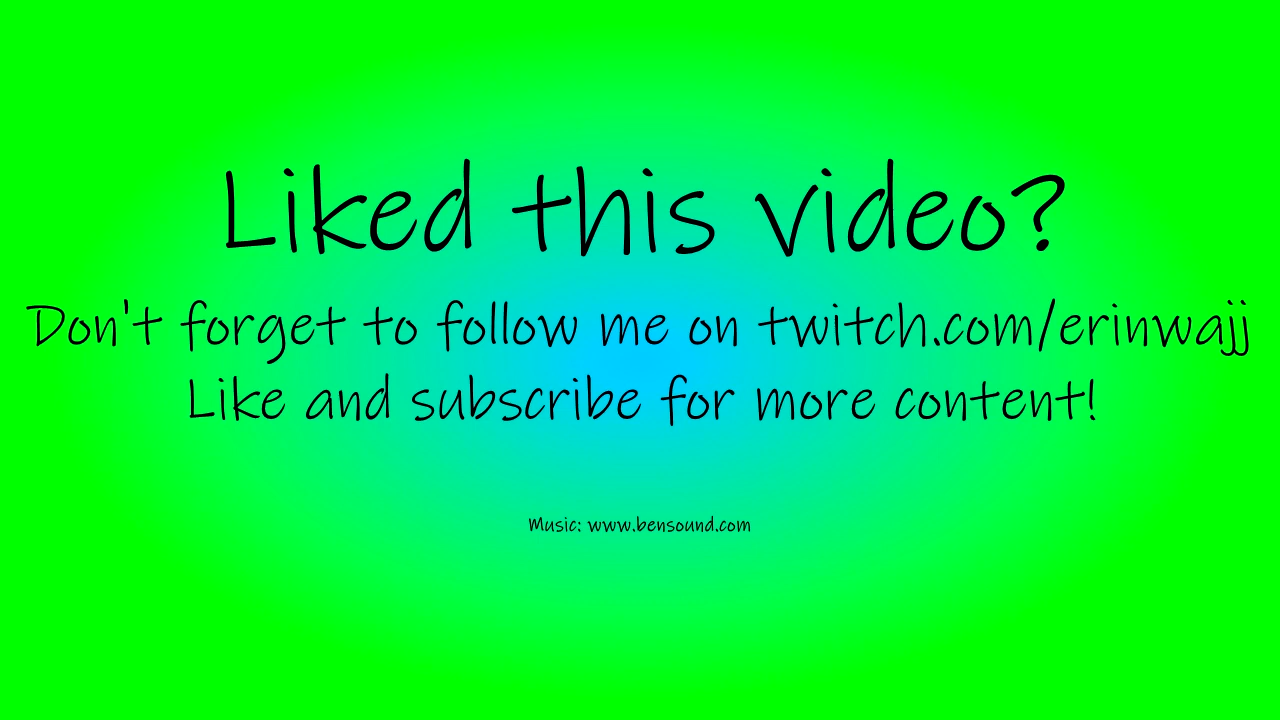 Liked this video?
Don't forget to follow me on twitch.com/erinwajj
Like and subscribe for more content!
Music: www.bensound.com